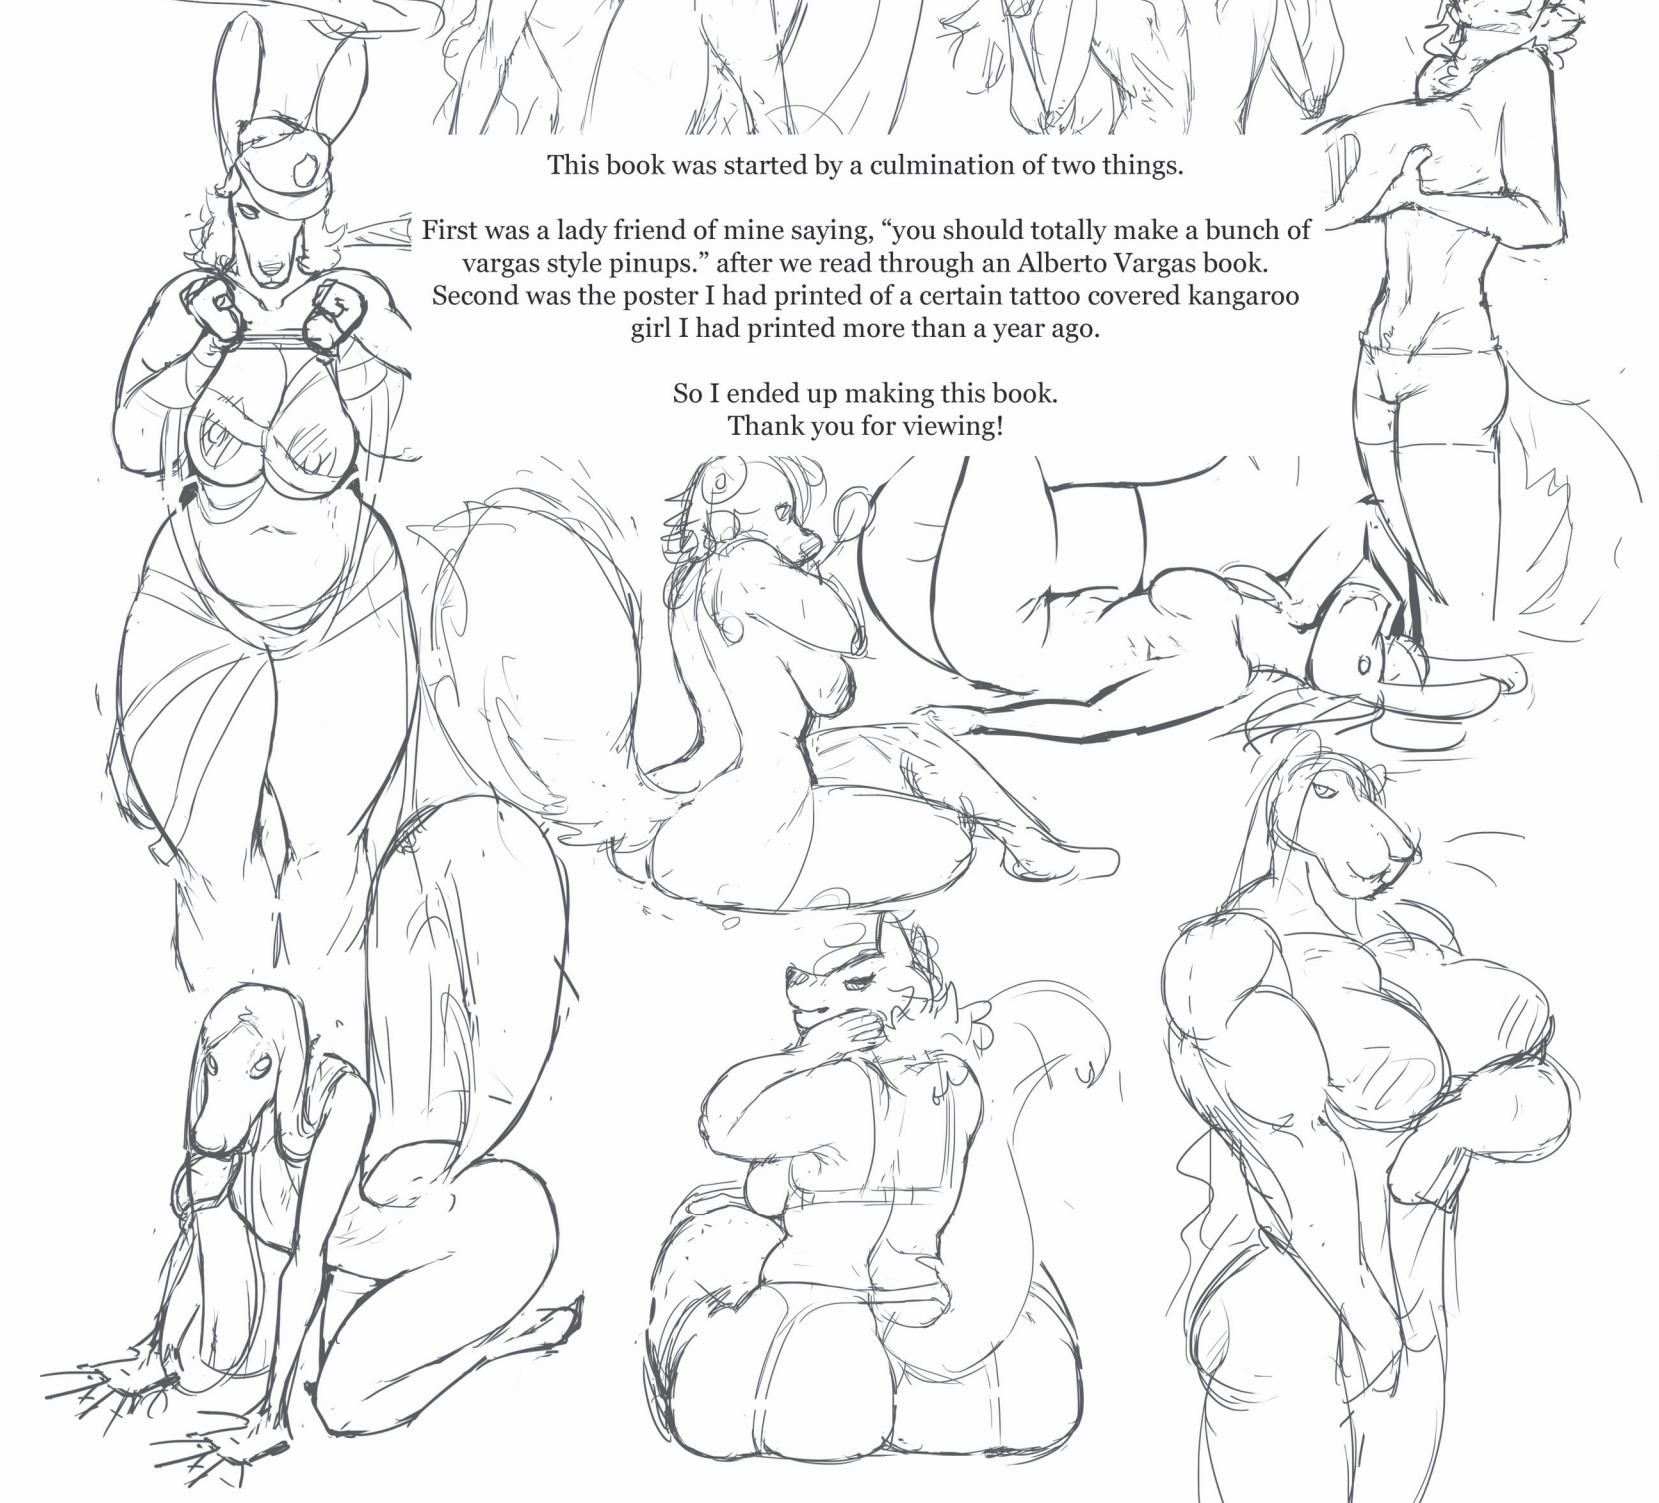 This book was started by a culmination of two things.
First was a lady friend of mine saying, “you should totally make a bunch of
vargas style pinups.” after we read through an Alberto Vargas book.
Second was the poster I had printed of a certain tattoo covered kangaroo
girl I had printed more than a year ago.
So I ended up making this book.
Thank you for viewing!